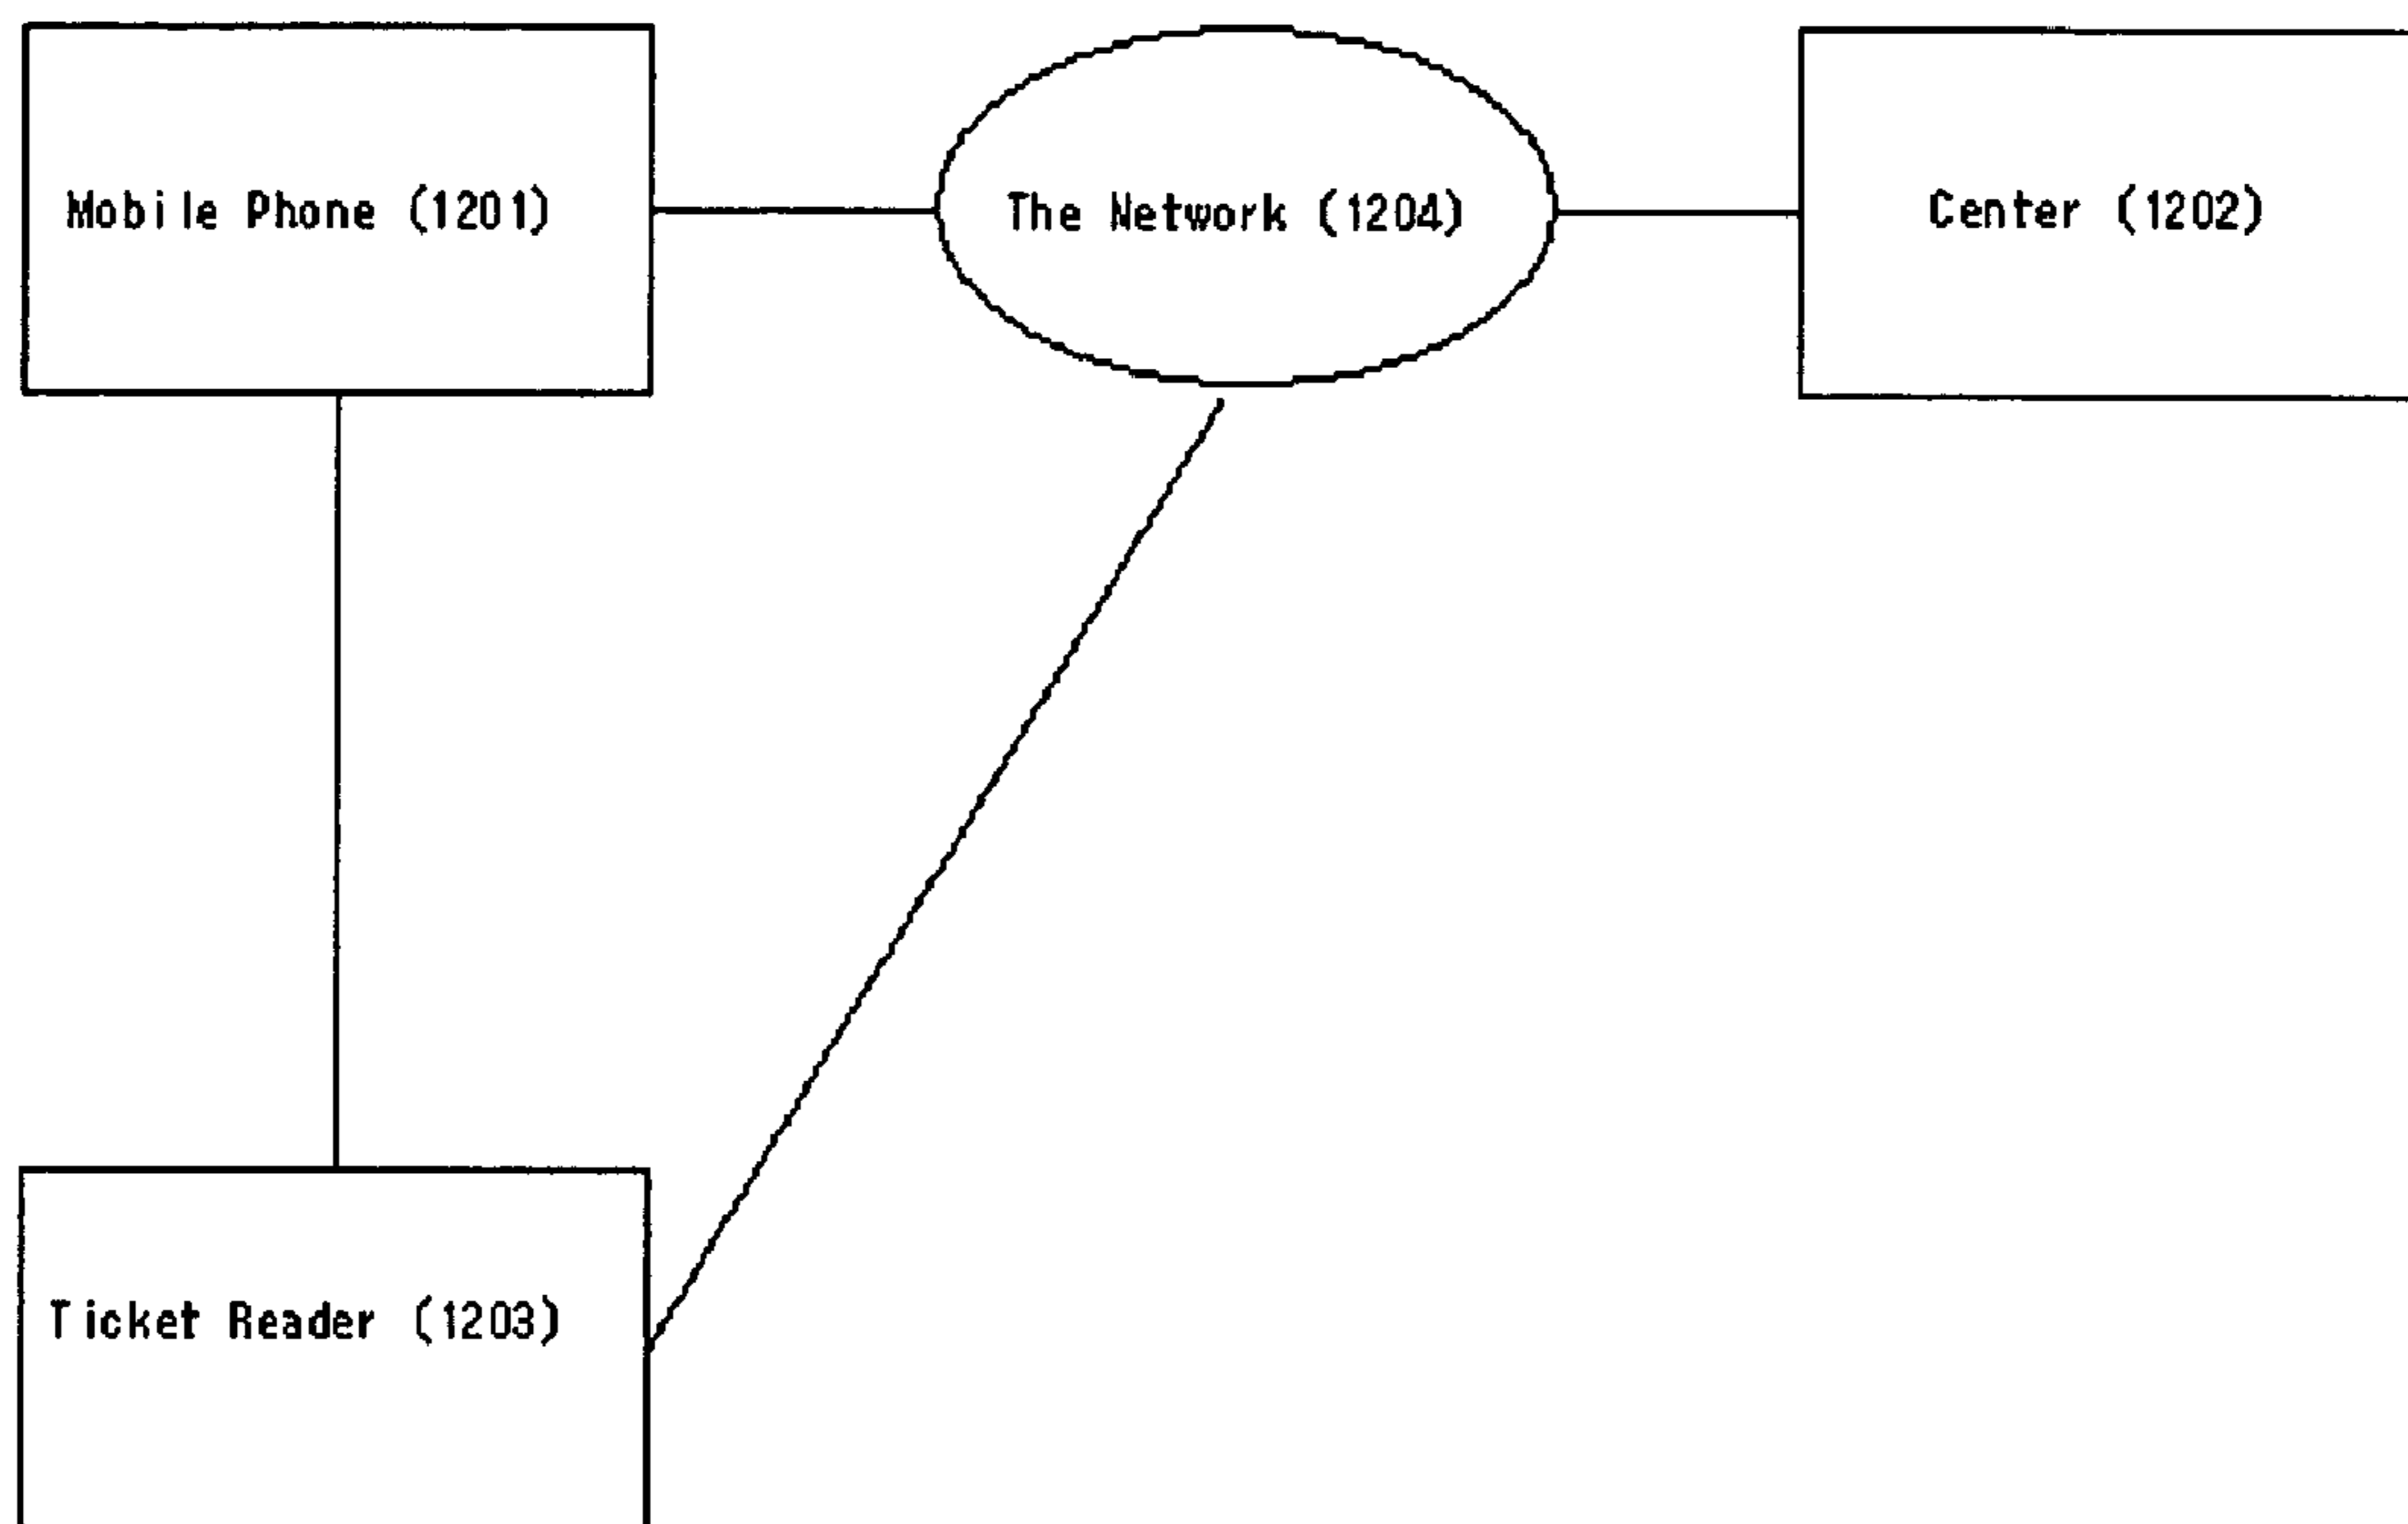 Mobile Phone (1201)
The Network (1204)
Center (1202)
Ticket Reader (1203)